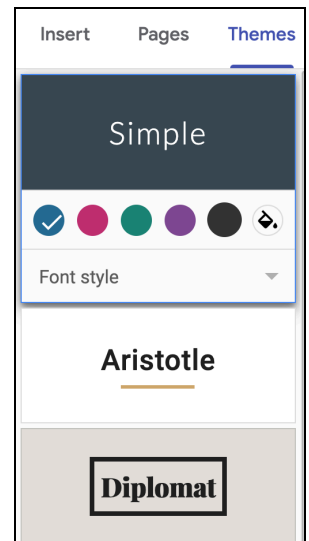 Insert Pages Themes
Simple
Font style
Aristotle
Diplomat